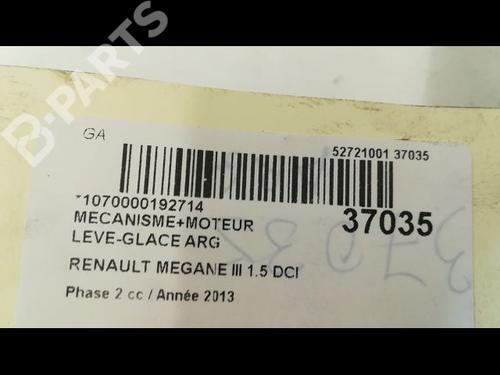 B-PARTS
GA
52721001 37035
*1070000192714
37035
MECANISME+MOTEUR
LEVE-GLACE ARG
RENAULT MEGANE III 1.5 DCI
Phase 2 cc / Année 2013